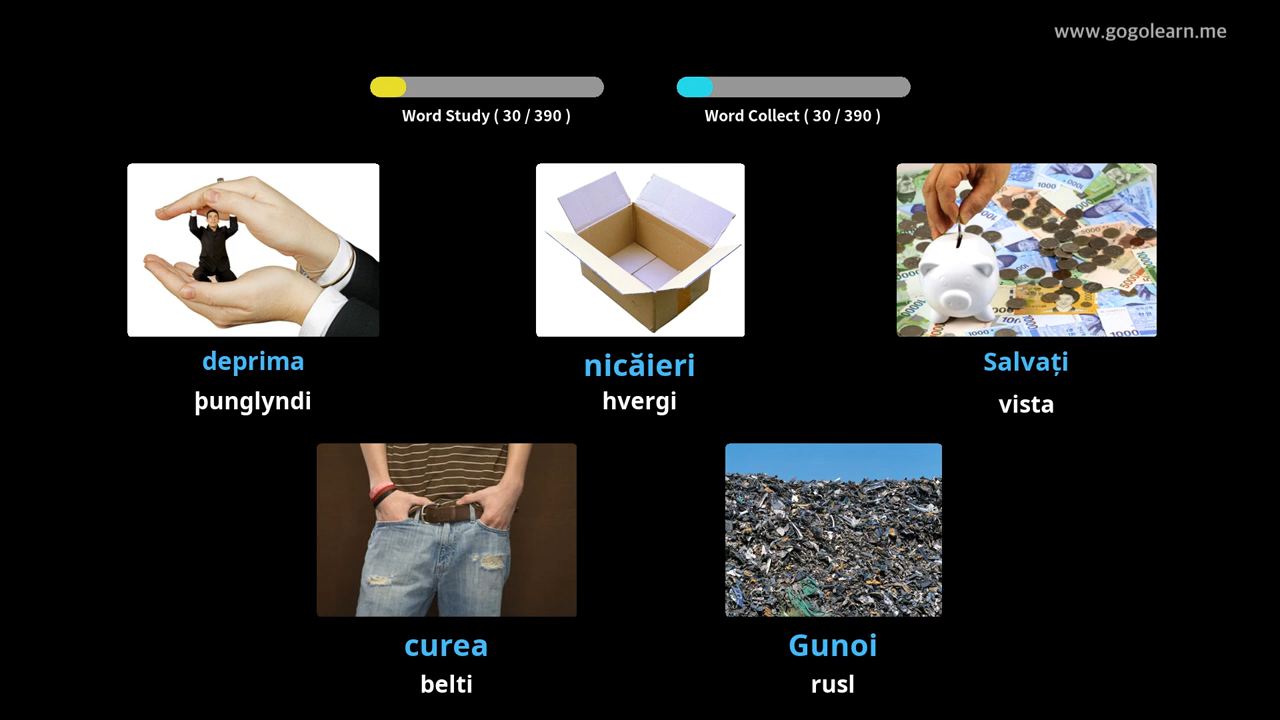 www.gogolearn.me
Word Study ( 30 / 390 )
Word Collect ( 30 / 390 )
deprima
þunglyndi
nicăieri
hvergi
Salvați
vista
curea
belti
Gunoi
rusl